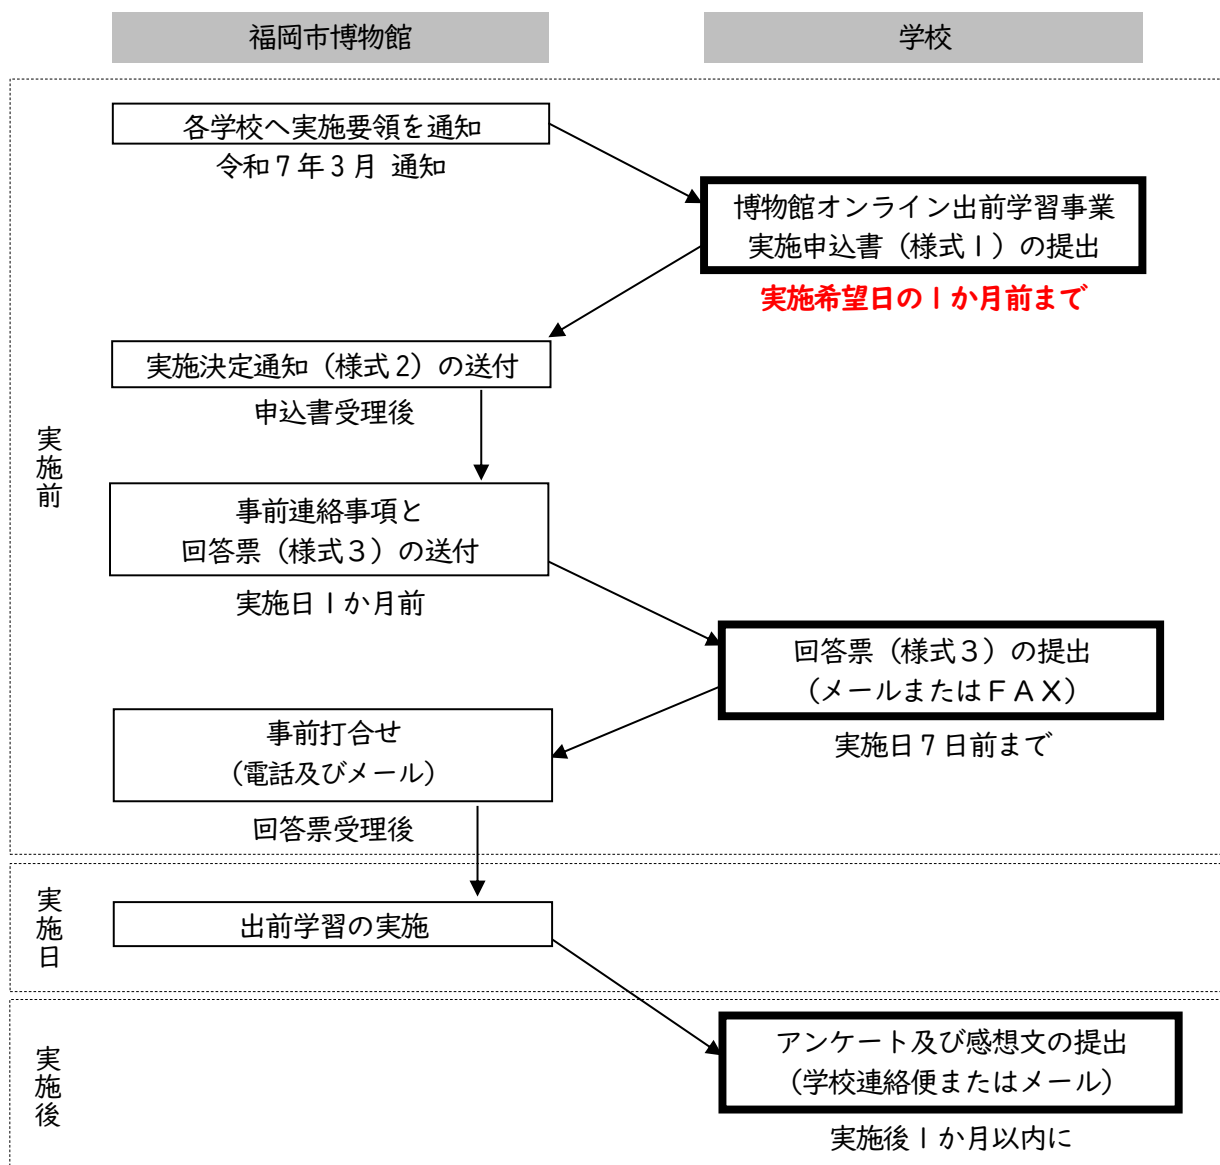 福岡市博物館
学校
各学校へ実施要領を通知
令和７年３月 通知
博物館オンライン出前学習事業
実施申込書（様式１）の提出
実施希望日の１か月前まで
実施決定通知（様式２）の送付
申込書受理後
実施前
事前連絡事項と
回答票（様式３）の送付
実施日１か月前
回答票（様式３）の提出
（メールまたはＦＡＸ）
実施日７日前まで
事前打合せ
（電話及びメール）
回答票受理後
実施日
出前学習の実施
実施後
アンケート及び感想文の提出
（学校連絡便またはメール）
実施後１か月以内に